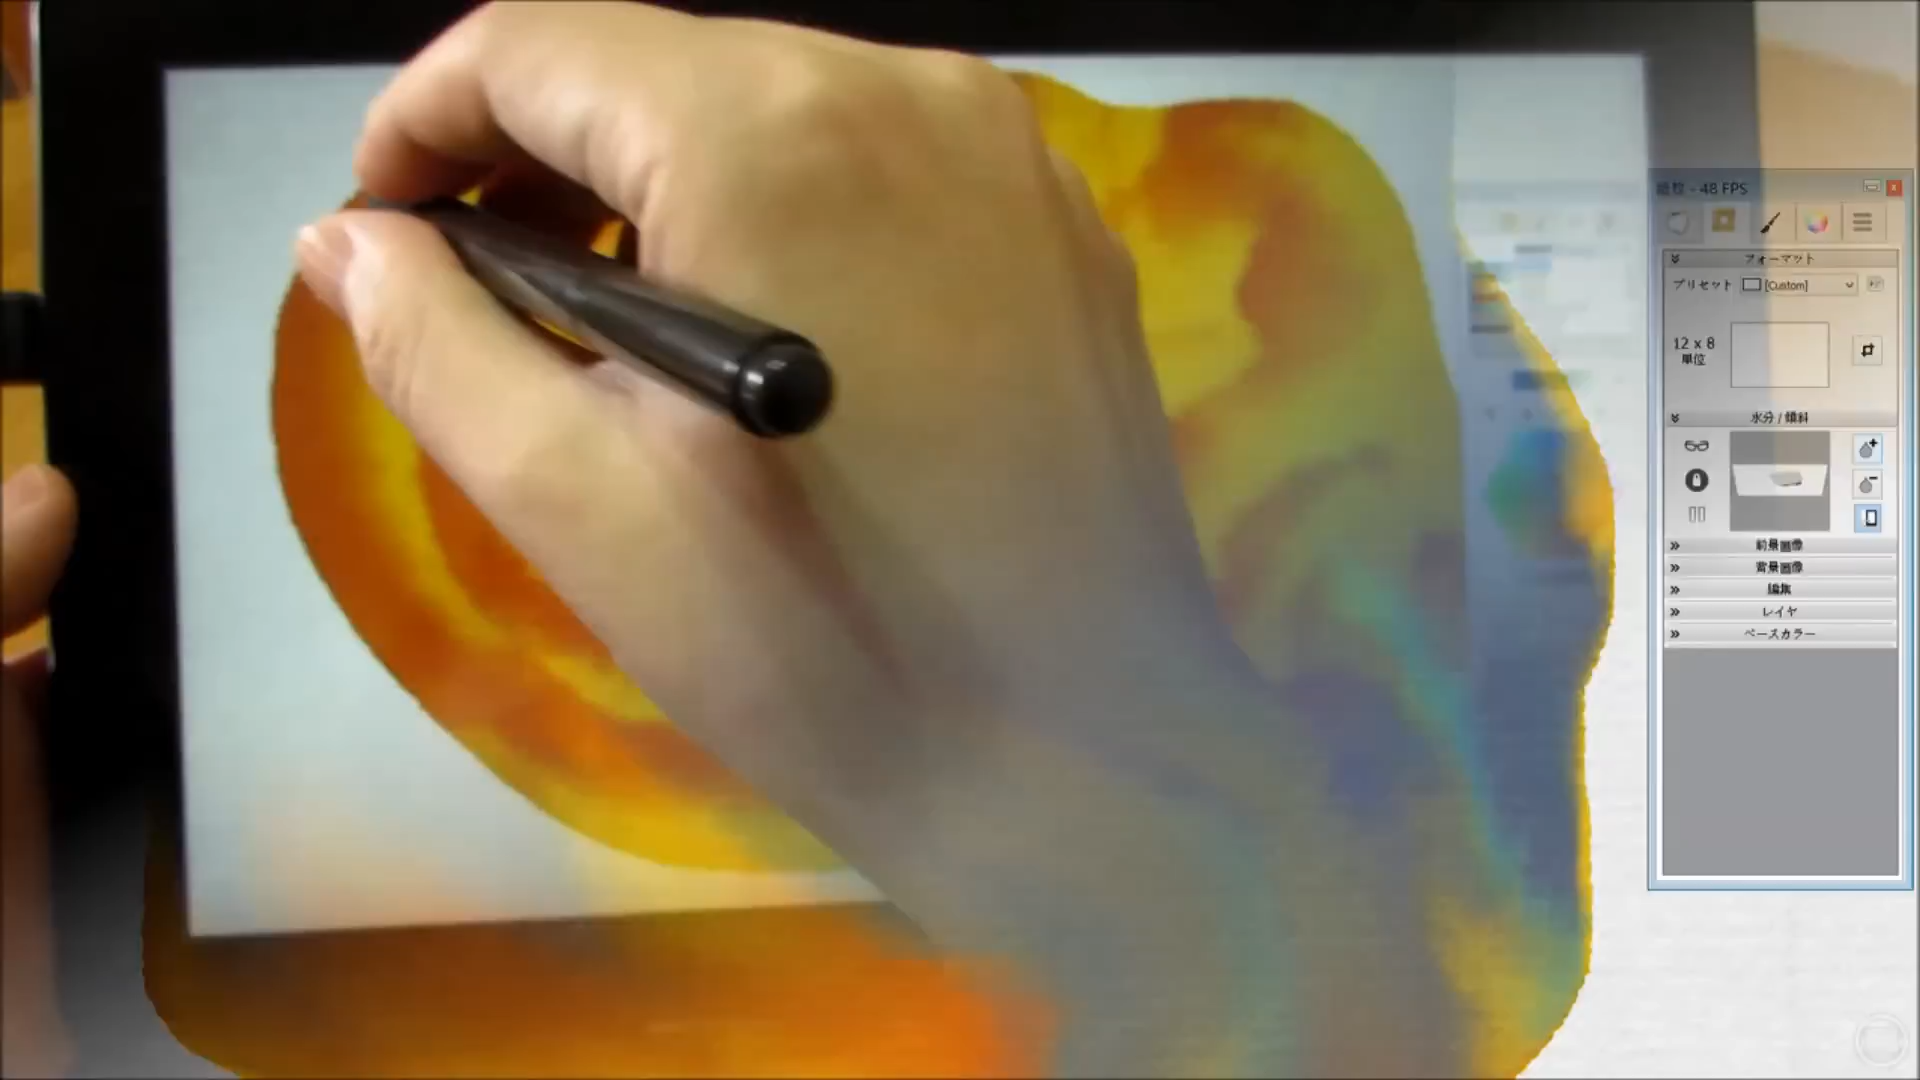 - 48 FPS
フォーマット
プリセット [Custom]
12 x 8
単位
水分 / 傾斜
前景画像
背景画像
編集
レイヤ
ベースカラー